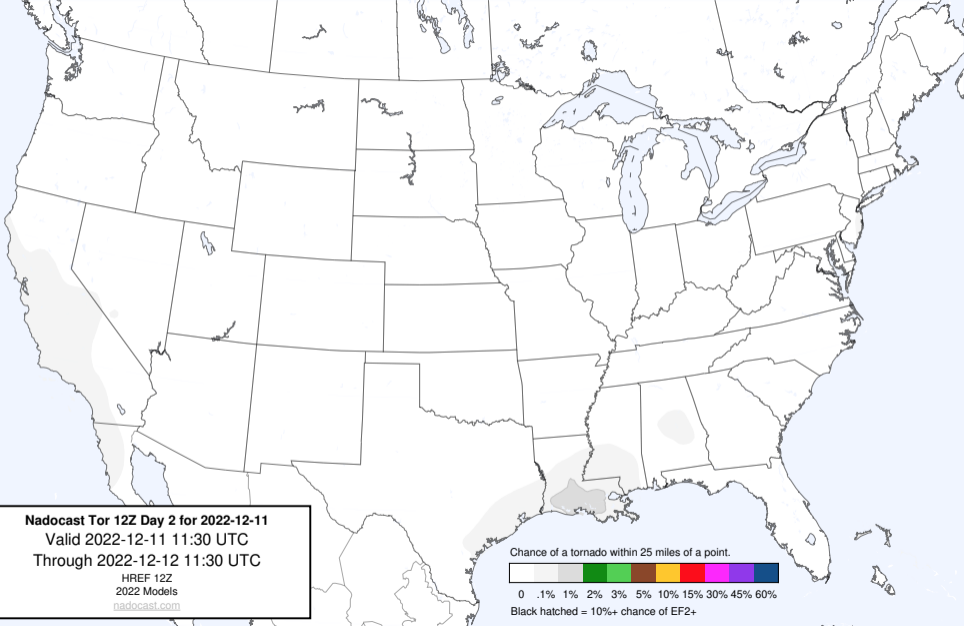 Nadocast Tor 12Z Day 2 for 2022-12-11
Valid 2022-12-11 11:30 UTC
Through 2022-12-12 11:30 UTC
HREF 12Z
2022 Models
nadocast.com
Chance of a tornado within 25 miles of a point.
0 .1% 1% 2% 3% 5% 10% 15% 30% 45% 60%
Black hatched = 10%+ chance of EF2+